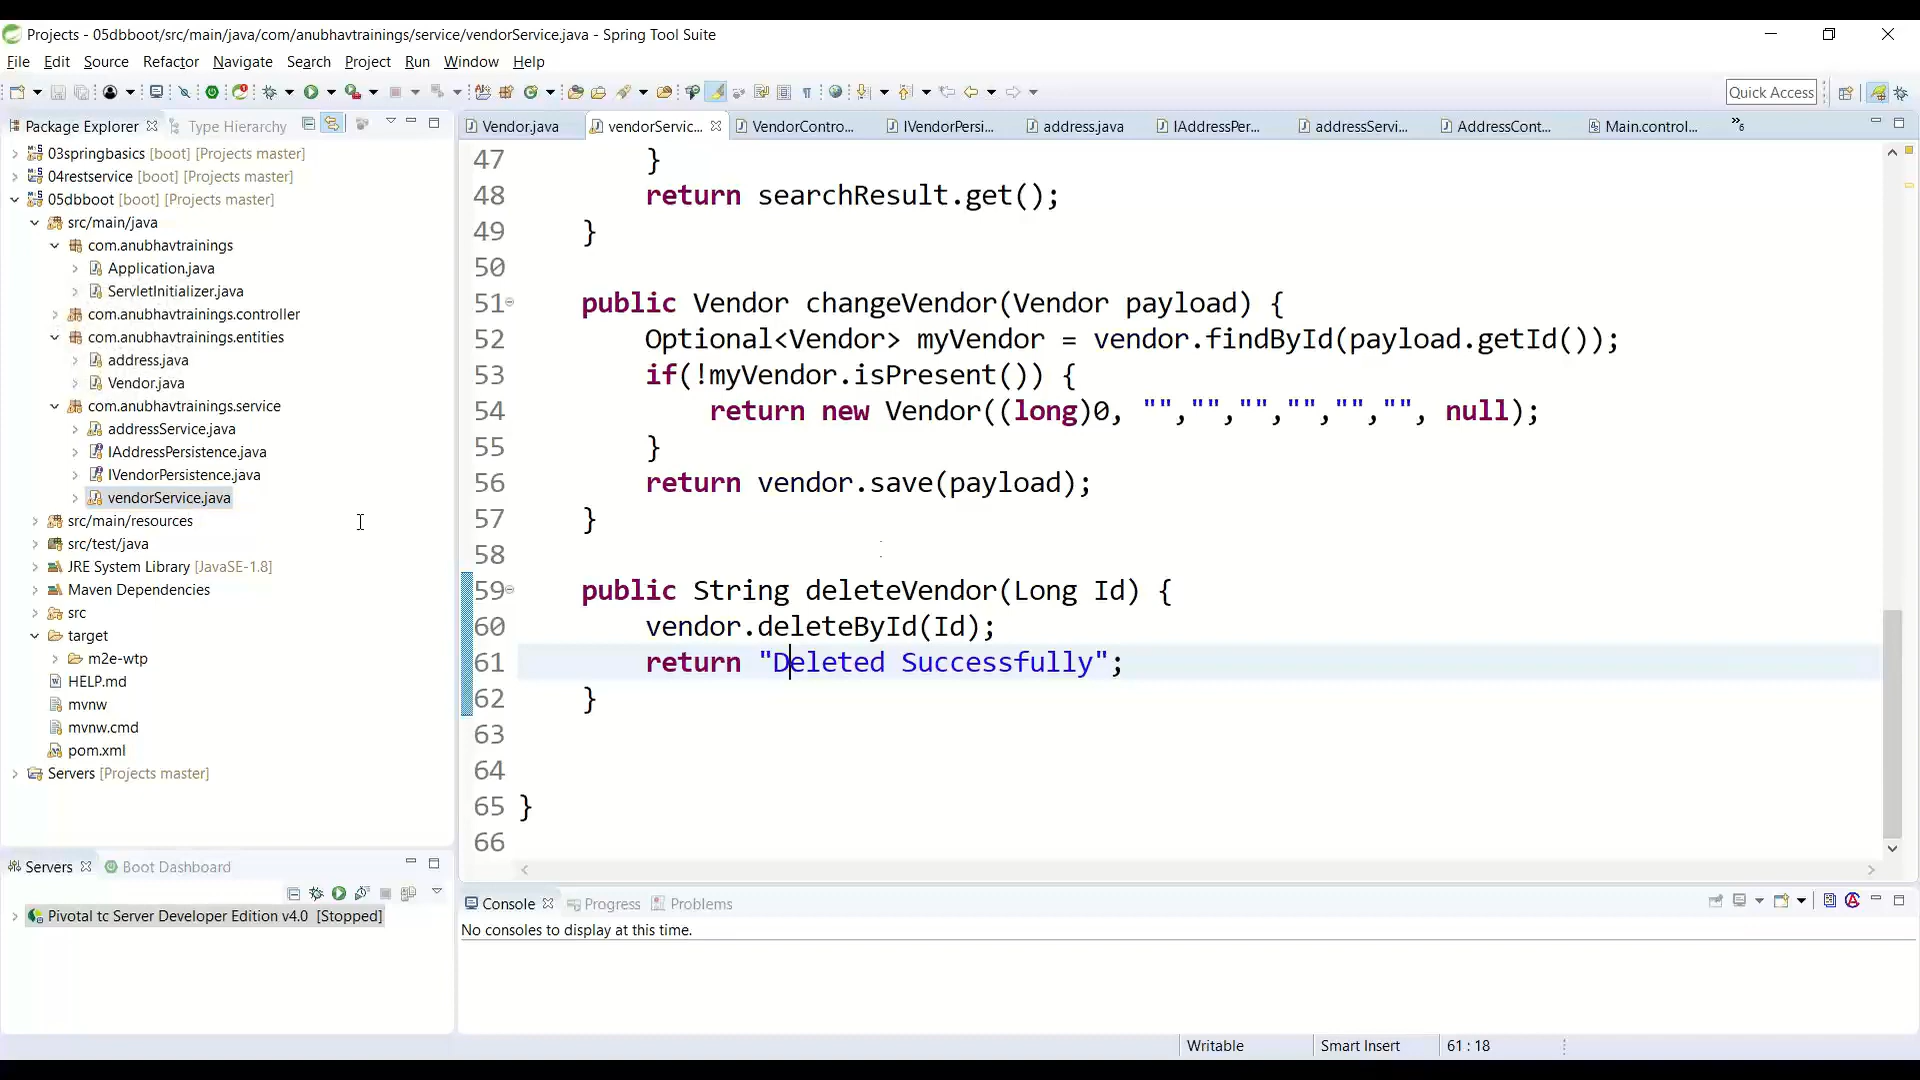 Projects - 05dbboot/src/main/java/com/anubhavtrainings/service/vendorService.java - Spring Tool Suite
File Edit Source Refactor Navigate Search Project Run Window Help
Quick Access
Package Explorer Type Hierarchy
Vendor.java vendorServic... VendorContro... IVendorPersi... address.java IAddressPer... addressServi... AddressCont... Main.control... »6
03springbasics [boot] [Projects master]
04restservice [boot] [Projects master]
05dbboot [boot] [Projects master]
src/main/java
com.anubhavtrainings
Application.java
ServletInitializer.java
com.anubhavtrainings.controller
com.anubhavtrainings.entities
address.java
Vendor.java
com.anubhavtrainings.service
addressService.java
IAddressPersistence.java
IVendorPersistence.java
vendorService.java
src/main/resources
src/test/java
JRE System Library [JavaSE-1.8]
Maven Dependencies
src
target
m2e-wtp
HELP.md
mvnw
mvnw.cmd
pom.xml
Servers [Projects master]
47 }
48 return searchResult.get();
49 }
50
51 public Vendor changeVendor(Vendor payload) {
52 Optional<Vendor> myVendor = vendor.findById(payload.getId());
53 if(!myVendor.isPresent()) {
54 return new Vendor((long)0, "","","","","","", null);
55 }
56 return vendor.save(payload);
57 }
58
59 public String deleteVendor(Long Id) {
60 vendor.deleteById(Id);
61 return "Deleted Successfully";
62 }
63
64
65 }
66
Servers Boot Dashboard
Pivotal tc Server Developer Edition v4.0 [Stopped]
Console Progress Problems
No consoles to display at this time.
Writable Smart Insert 61 : 18